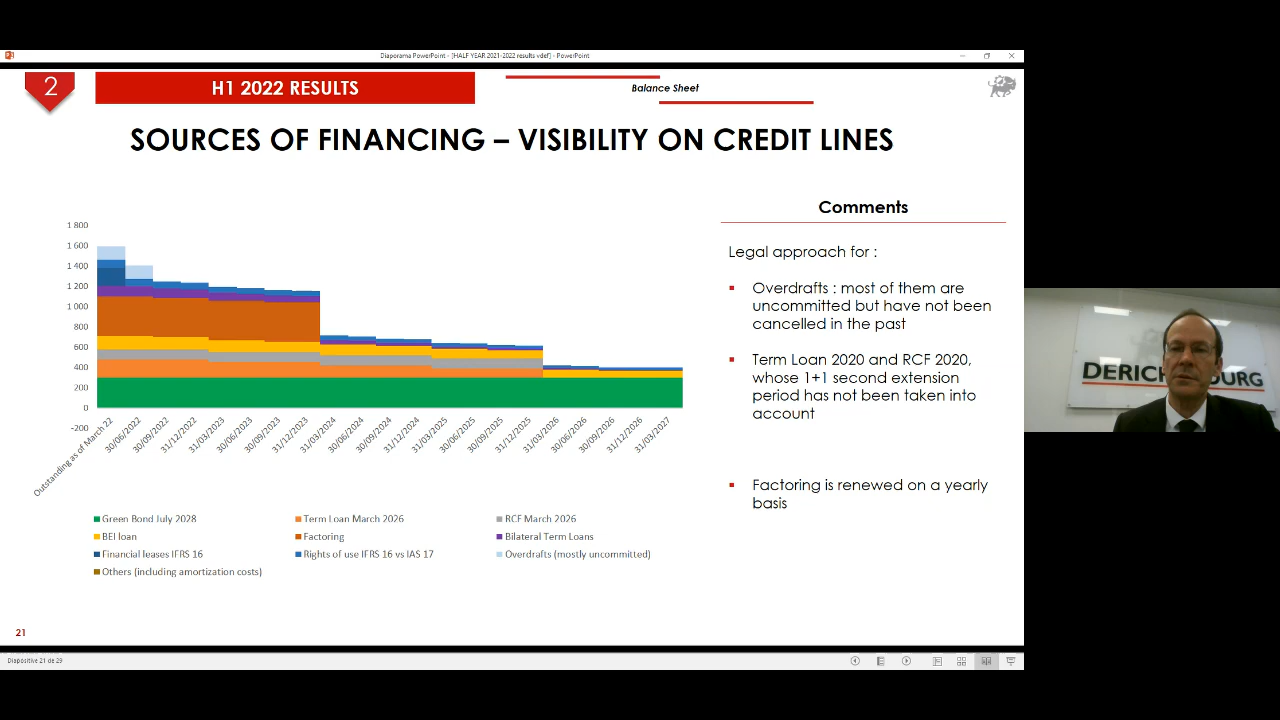 Diaporama PowerPoint - [HALF YEAR 2021-2022 results vdef] - PowerPoint
2
H1 2022 RESULTS
Balance Sheet
SOURCES OF FINANCING – VISIBILITY ON CREDIT LINES
1 800
1 600
1 400
1 200
1 000
800
600
400
200
0
-200
Outstanding as of March 22
30/06/2022
30/09/2022
31/12/2022
31/03/2023
30/06/2023
30/09/2023
31/12/2023
31/03/2024
30/06/2024
30/09/2024
31/12/2024
31/03/2025
30/06/2025
30/09/2025
31/12/2025
31/03/2026
30/06/2026
30/09/2026
31/12/2026
31/03/2027
Green Bond July 2028
Term Loan March 2026
RCF March 2026
BEI loan
Factoring
Bilateral Term Loans
Financial leases IFRS 16
Rights of use IFRS 16 vs IAS 17
Overdrafts (mostly uncommitted)
Others (including amortization costs)
Comments
Legal approach for :
Overdrafts : most of them are
uncommitted but have not been
cancelled in the past
Term Loan 2020 and RCF 2020,
whose 1+1 second extension
period has not been taken into
account
Factoring is renewed on a yearly
basis
21
Diapositive 21 de 29
DERICH
URG